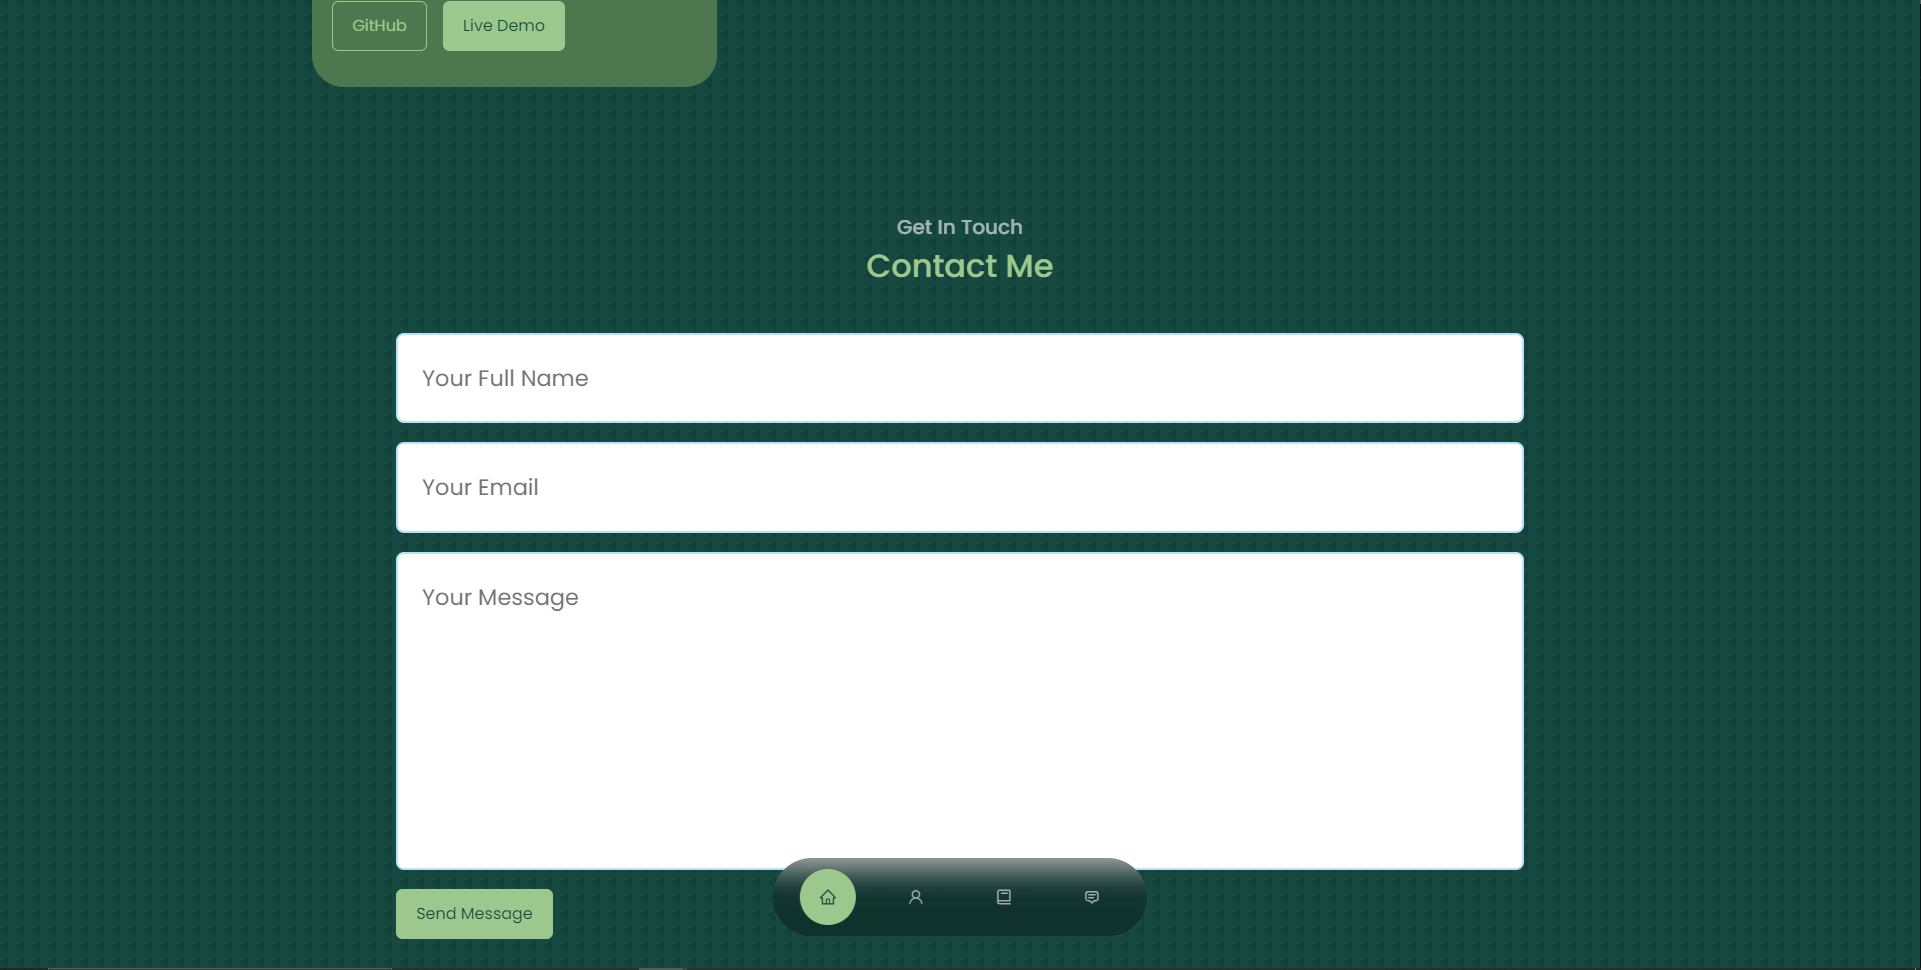 GitHub
Live Demo
Get In Touch
Contact Me
Your Full Name
Your Email
Your Message
Send Message